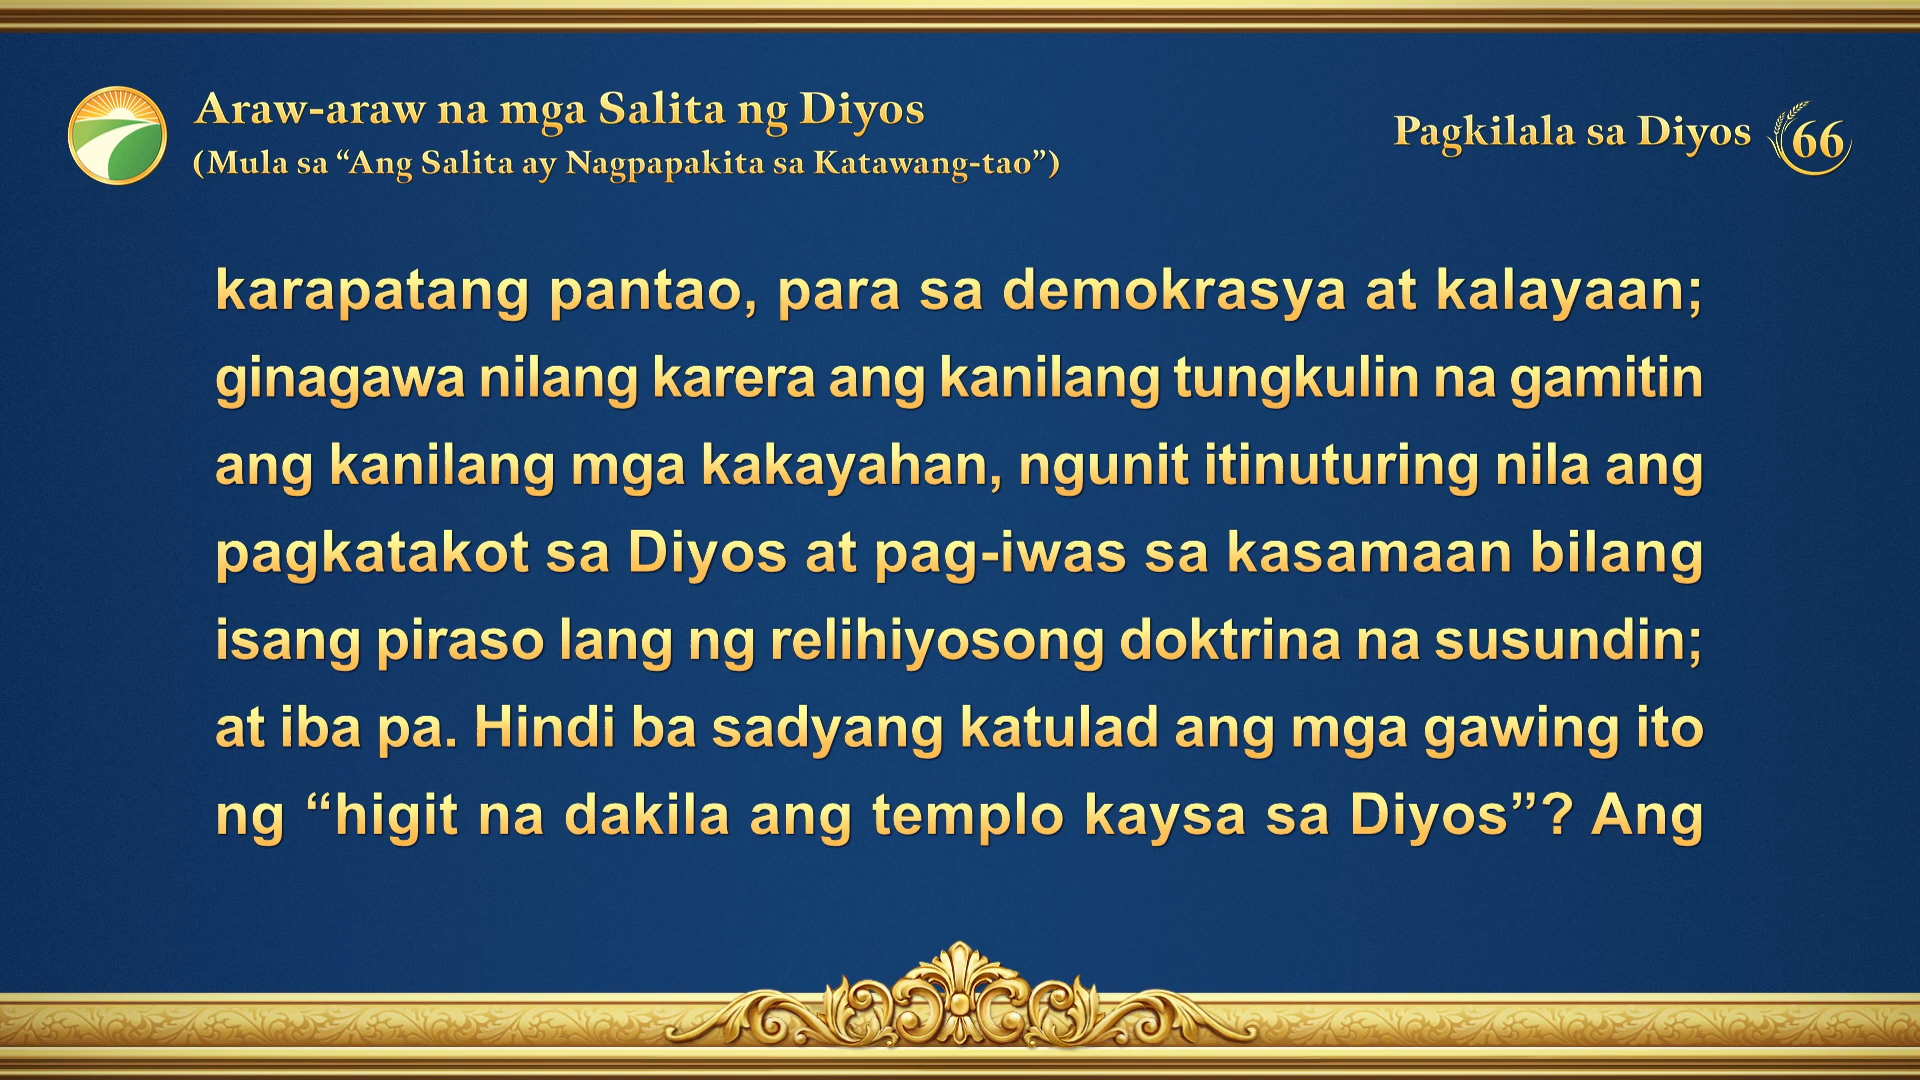 Araw-araw na mga Salita ng Diyos
(Mula sa “Ang Salita ay Nagpapakita sa Katawang-tao”)
Pagkilala sa Diyos 66
karapatang pantao, para sa demokrasya at kalayaan;
ginagawa nilang karera ang kanilang tungkulin na gamitin
ang kanilang mga kakayahan, ngunit itinuturing nila ang
pagkatakot sa Diyos at pag-iwas sa kasamaan bilang
isang piraso lang ng relihiyosong doktrina na susundin;
at iba pa. Hindi ba sadyang katulad ang mga gawing ito
ng “higit na dakila ang templo kaysa sa Diyos”? Ang